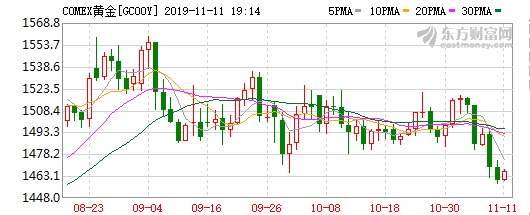 COMEX黄金[GC00Y] 2019-11-11 19:14 5PMA 10PMA 20PMA 30PMA
东方财富网
eastmoney.com
1568.8
1553.7
1538.6
1523.5
1508.4
1493.3
1478.2
1463.1
1448.0
08-23 09-04 09-16 09-26 10-08 10-18 10-30 11-11